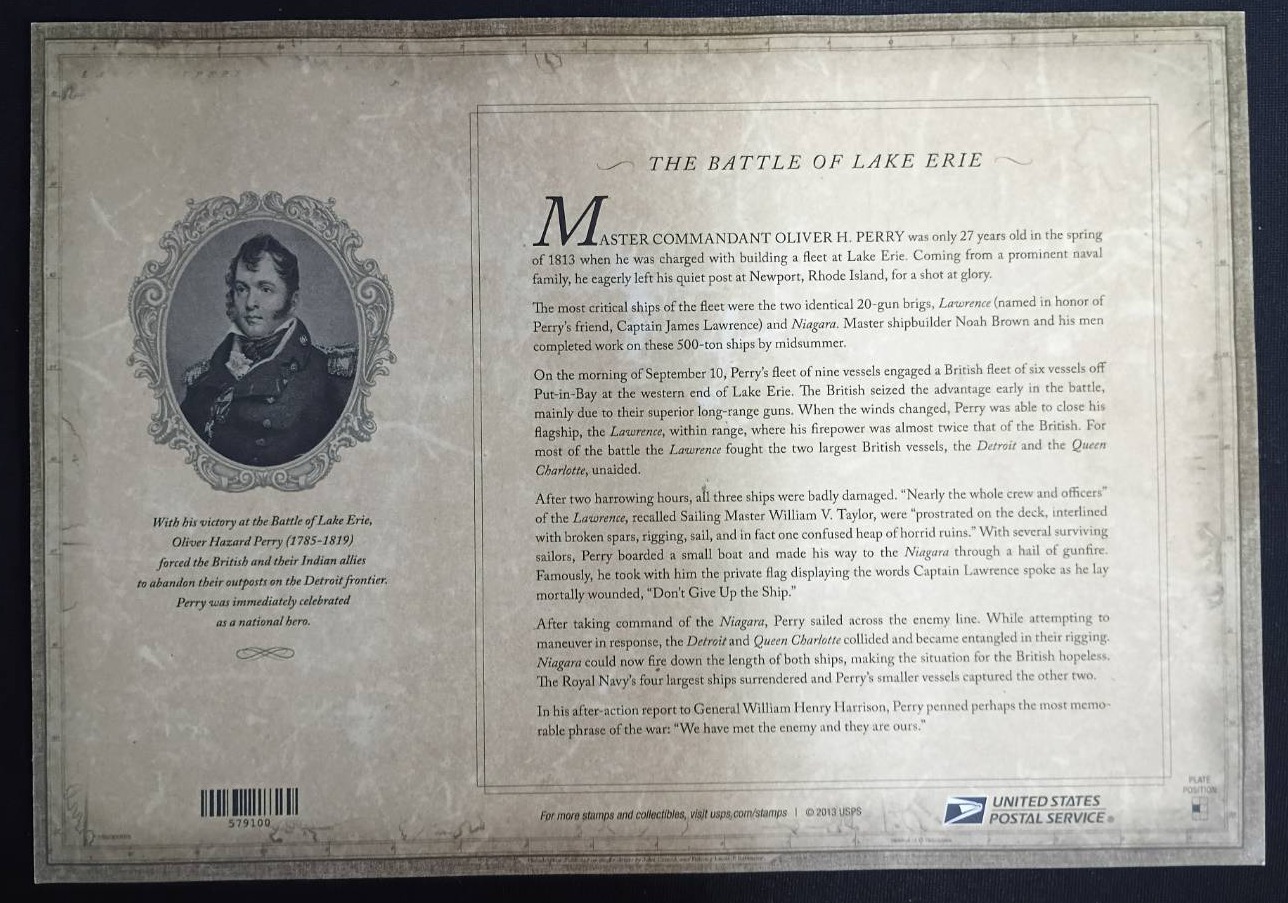 THE BATTLE OF LAKE ERIE
MASTER COMMANDANT OLIVER H. PERRY was only 27 years old in the spring
of 1813 when he was charged with building a fleet at Lake Erie. Coming from a prominent naval
family, he eagerly left his quiet post at Newport, Rhode Island, for a shot at glory.
The most critical ships of the fleet were the two identical 20-gun brigs, Lawrence (named in honor of
Perry's friend, Captain James Lawrence) and Niagara. Master shipbuilder Noah Brown and his men
completed work on these 500-ton ships by midsummer.
On the morning of September 10, Perry's fleet of nine vessels engaged a British fleet of six vessels off
Put-in-Bay at the western end of Lake Erie. The British seized the advantage early in the battle,
mainly due to their superior long-range guns. When the winds changed, Perry was able to close his
flagship, the Lawrence, within range, where his firepower was almost twice that of the British. For
most of the battle the Lawrence fought the two largest British vessels, the Detroit and the Queen
Charlotte, unaided.
After two harrowing hours, all three ships were badly damaged. “Nearly the whole crew and officers”
of the Lawrence, recalled Sailing Master William V. Taylor, were “prostrated on the deck, interlined
with broken spars, rigging, sail, and in fact one confused heap of horrid ruins.” With several surviving
sailors, Perry boarded a small boat and made his way to the Niagara through a hail of gunfire.
Famously, he took with him the private flag displaying the words Captain Lawrence spoke as he lay
mortally wounded, “Don't Give Up the Ship.”
After taking command of the Niagara, Perry sailed across the enemy line. While attempting to
maneuver in response, the Detroit and Queen Charlotte collided and became entangled in their rigging.
Niagara could now fire down the length of both ships, making the situation for the British hopeless.
The Royal Navy's four largest ships surrendered and Perry's smaller vessels captured the other two.
In his after-action report to General William Henry Harrison, Perry penned perhaps the most memo-
rable phrase of the war: “We have met the enemy and they are ours.”
With his victory at the Battle of Lake Erie,
Oliver Hazard Perry (1785-1819)
forced the British and their Indian allies
to abandon their outposts on the Detroit frontier.
Perry was immediately celebrated
as a national hero.
579100
For more stamps and collectibles, visit usps.com/stamps | © 2013 USPS
UNITED STATES
POSTAL SERVICE®
PLATE
POSITION